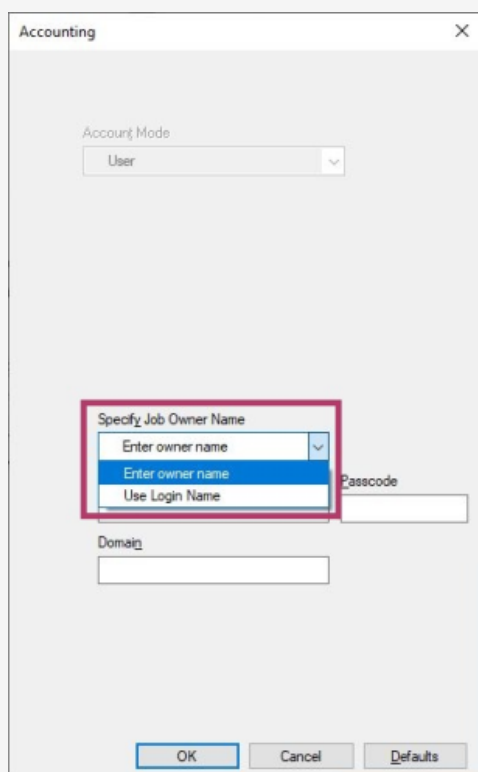 Accounting
Account Mode
User
Specify Job Owner Name
Enter owner name
Enter owner name
Use Login Name
Passcode
Domain
OK Cancel Defaults